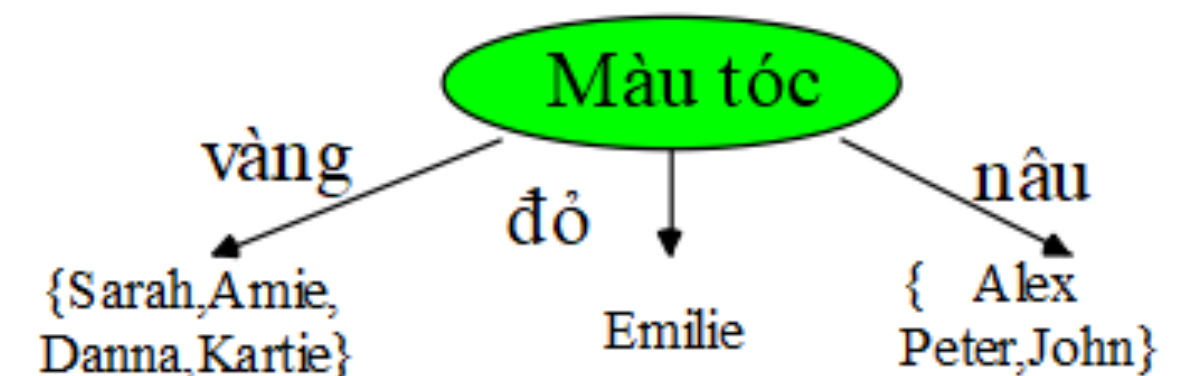 Màu tóc
vàng
đỏ
nâu
{Sarah,Amie,
Danna,Kartie}
Emilie
{ Alex
Peter,John}